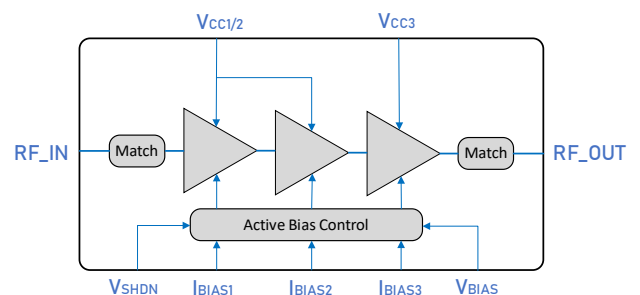 VCC1/2 VCC3
RF_IN Match Match RF_OUT
Active Bias Control
VSHDN IBIAS1 IBIAS2 IBIAS3 VBIAS